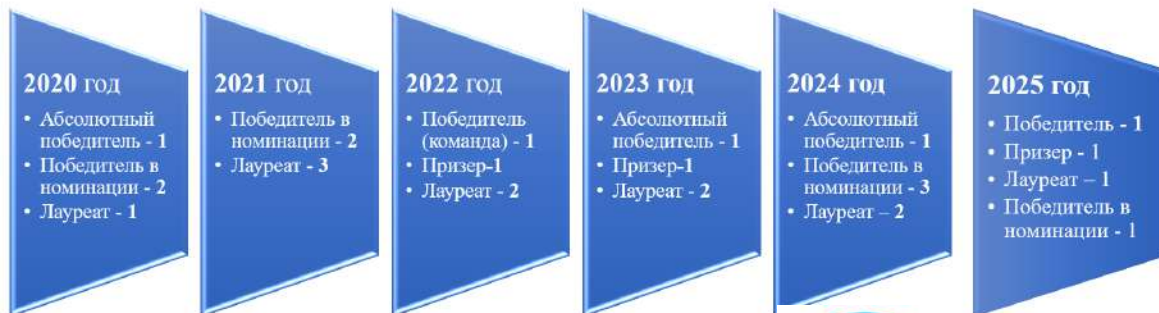 2020 год
• Абсолютный
победитель - 1
• Победитель в
номинации - 2
• Лауреат - 1
2021 год
• Победитель в
номинации - 2
• Лауреат - 3
2022 год
• Победитель
(команда) - 1
• Призер-1
• Лауреат - 2
2023 год
• Абсолютный
победитель - 1
• Призер-1
• Лауреат - 2
2024 год
• Абсолютный
победитель - 1
• Победитель в
номинации - 3
• Лауреат – 2
2025 год
• Победитель - 1
• Призер - 1
• Лауреат – 1
• Победитель в
номинации - 1